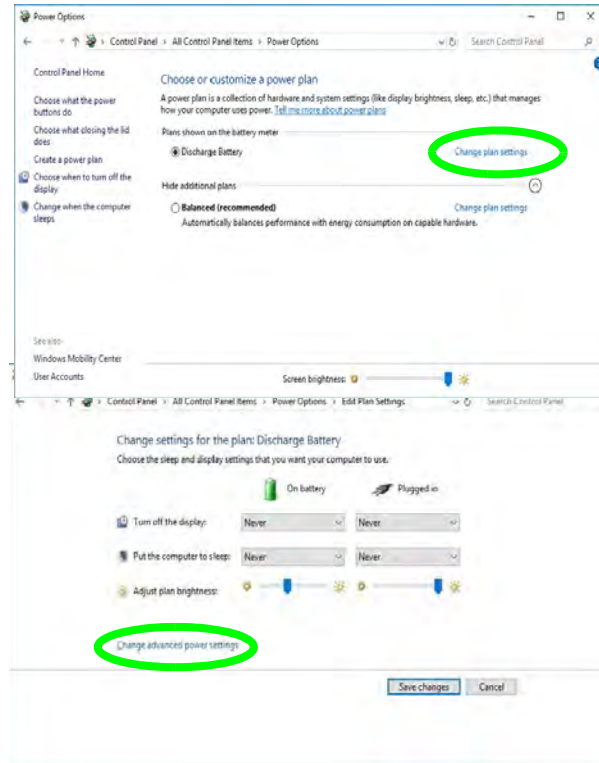 Power Options
Control Panel > All Control Panel Items > Power Options
Search Control Panel
Control Panel Home
Choose what the power
buttons do
Choose what closing the lid
does
Create a power plan
Choose when to turn off the
display
Change when the computer
sleeps
Choose or customize a power plan
A power plan is a collection of hardware and system settings (like display brightness, sleep, etc.) that manages
how your computer uses power. Tell me more about power plans
Plans shown on the battery meter
Discharge Battery
Change plan settings
Hide additional plans
Balanced (recommended)
Change plan settings
Automatically balances performance with energy consumption on capable hardware.
See also
Windows Mobility Center
User Accounts
Screen brightness:
Control Panel > All Control Panel Items > Power Options > Edit Plan Settings
Search Control Panel
Change settings for the plan: Discharge Battery
Choose the sleep and display settings that you want your computer to use.
On battery
Plugged in
Turn off the display:
Never
Never
Put the computer to sleep:
Never
Never
Adjust plan brightness:
Change advanced power settings
Save changes
Cancel